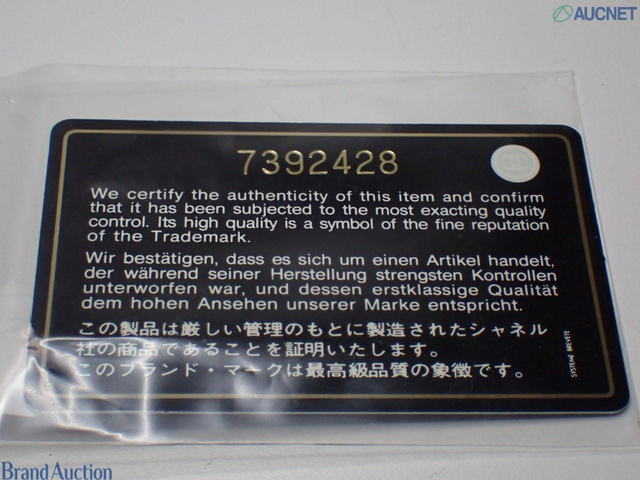 AUCNET
7392428
We certify the authenticity of this item and confirm
that it has been subjected to the most exacting quality
control. Its high quality is a symbol of the fine reputation
of the Trademark.
Wir bestätigen, dass es sich um einen Artikel handelt,
der während seiner Herstellung strengsten Kontrollen
unterworfen war, und dessen erstklassige Qualität
dem hohen Ansehen unserer Marke entspricht.
この製品は厳しい管理のもとに製造されたシャネル
社の商品であることを証明いたします。
このブランド・マークは最高級品質の象徴です。
SYSTEME BREVETE
Brand Auction